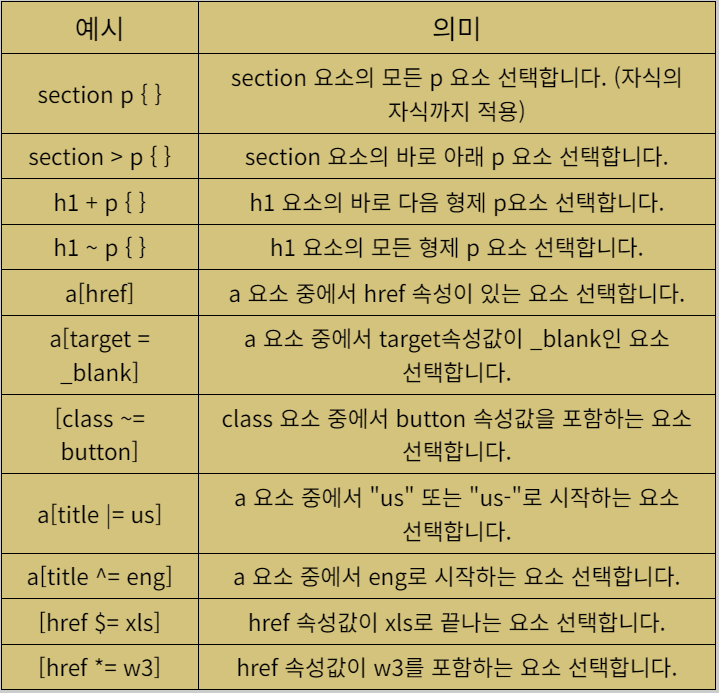 예시
의미
section p { }
section 요소의 모든 p 요소 선택합니다. (자식의
자식까지 적용)
section > p { }
section 요소의 바로 아래 p 요소 선택합니다.
h1 + p { }
h1 요소의 바로 다음 형제 p요소 선택합니다.
h1 ~ p { }
h1 요소의 모든 형제 p 요소 선택합니다.
a[href]
a 요소 중에서 href 속성이 있는 요소 선택합니다.
a[target =
_blank]
a 요소 중에서 target속성값이 _blank인 요소
선택합니다.
[class ~=
button]
class 요소 중에서 button 속성값을 포함하는 요소
선택합니다.
a[title |= us]
a 요소 중에서 "us" 또는 "us-"로 시작하는 요소
선택합니다.
a[title ^= eng]
a 요소 중에서 eng로 시작하는 요소 선택합니다.
[href $= xls]
href 속성값이 xls로 끝나는 요소 선택합니다.
[href *= w3]
href 속성값이 w3를 포함하는 요소 선택합니다.